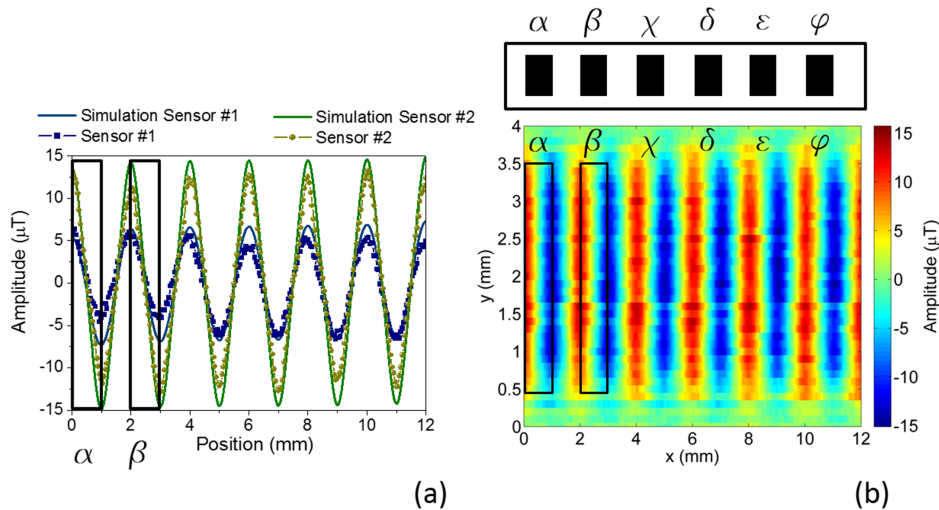 Simulation Sensor #1
Simulation Sensor #2
Sensor #1
Sensor #2
Amplitude (μT)
15
10
5
0
-5
-10
-15
0 2 4 6 8 10 12
Position (mm)
α β
(a)
α β χ δ ε φ
α β χ δ ε φ
y (mm)
4
3.5
3
2.5
2
1.5
1
0.5
0
0 2 4 6 8 10 12
x (mm)
10
5
0
-5
-10
-15
Amplitude (μT)
(b)